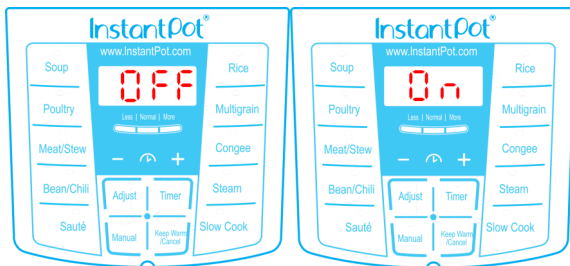 InstantPot®
www.InstantPot.com
OFF
Less | Normal | More
Soup
Poultry
Meat/Stew
Bean/Chili
Sauté
Rice
Multigrain
Congee
Steam
Slow Cook
− +
Adjust
Timer
Manual
Keep Warm
/Cancel
InstantPot®
www.InstantPot.com
On
Less | Normal | More
Soup
Poultry
Meat/Stew
Bean/Chili
Sauté
Rice
Multigrain
Congee
Steam
Slow Cook
− +
Adjust
Timer
Manual
Keep Warm
/Cancel